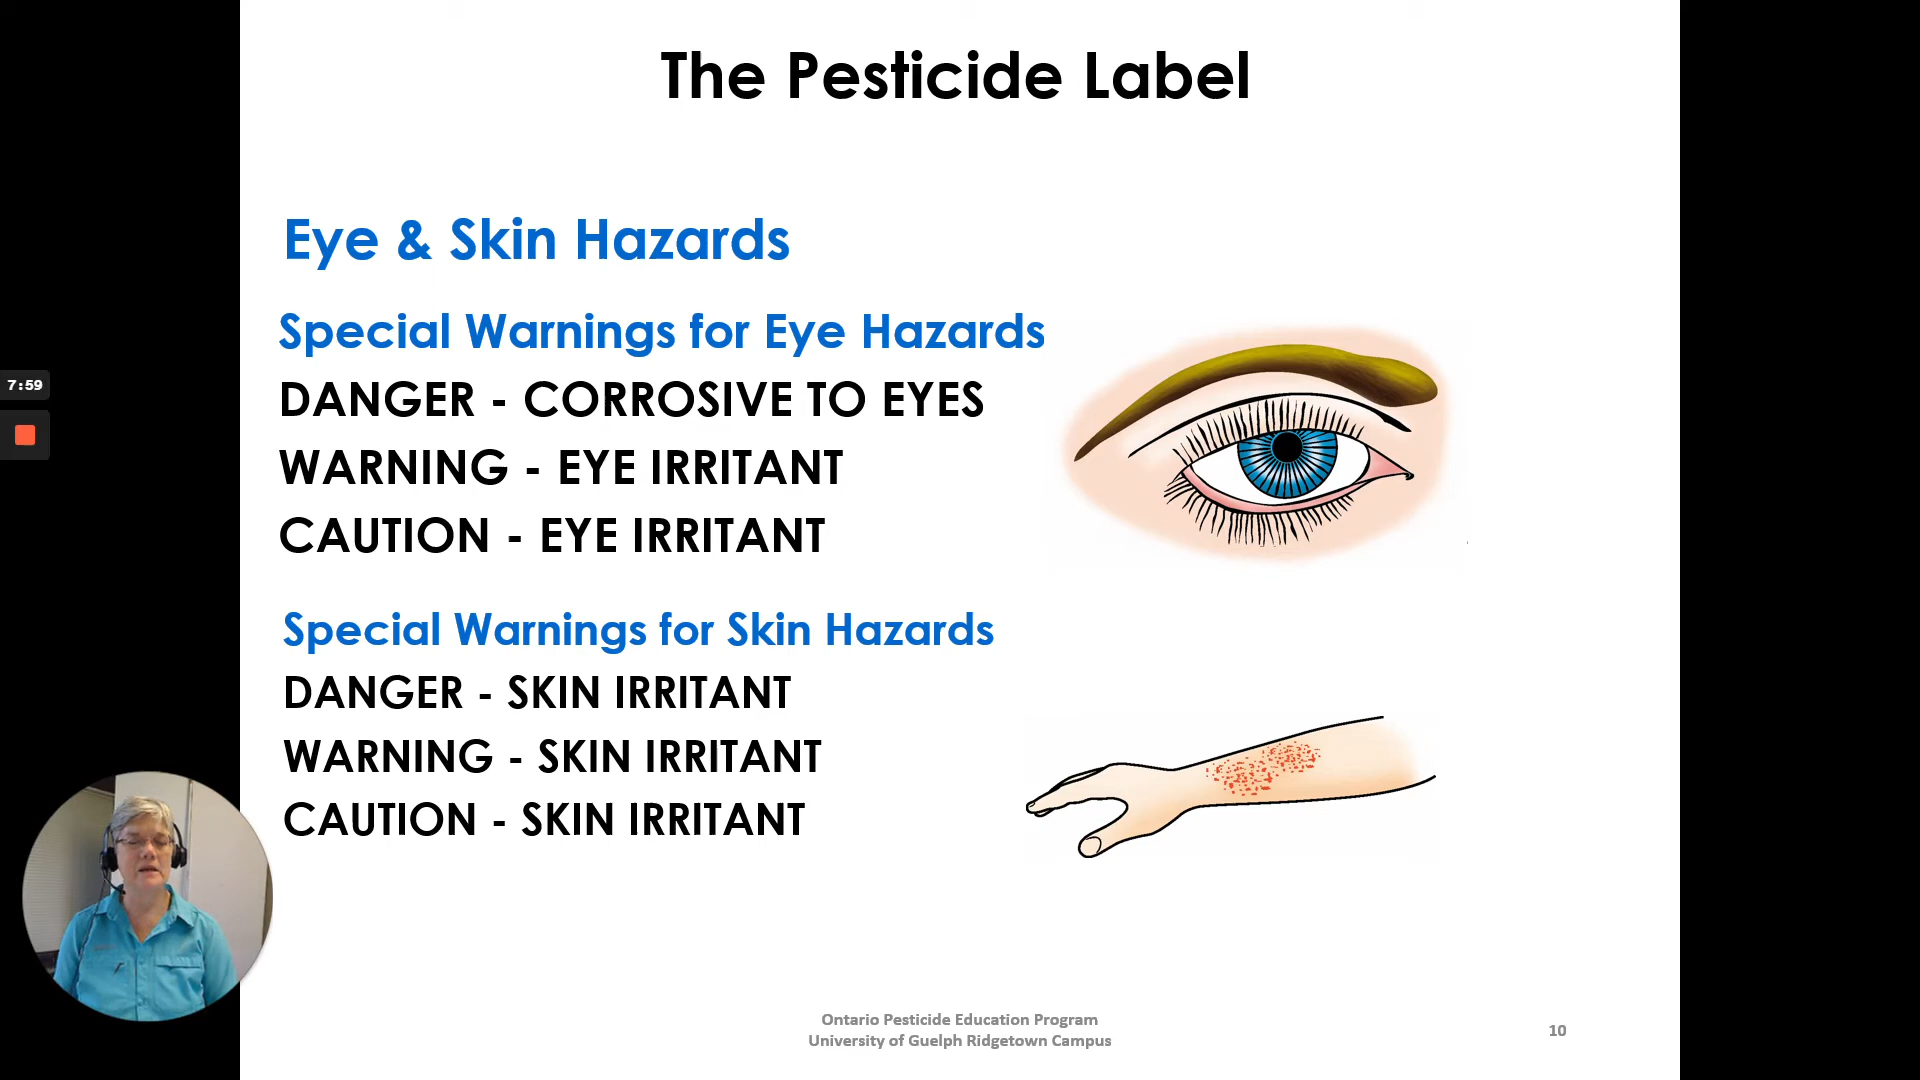 The Pesticide Label
Eye & Skin Hazards
Special Warnings for Eye Hazards
DANGER - CORROSIVE TO EYES
WARNING - EYE IRRITANT
CAUTION - EYE IRRITANT
7:59
Special Warnings for Skin Hazards
DANGER - SKIN IRRITANT
WARNING - SKIN IRRITANT
CAUTION - SKIN IRRITANT
Ontario Pesticide Education Program
University of Guelph Ridgetown Campus
10